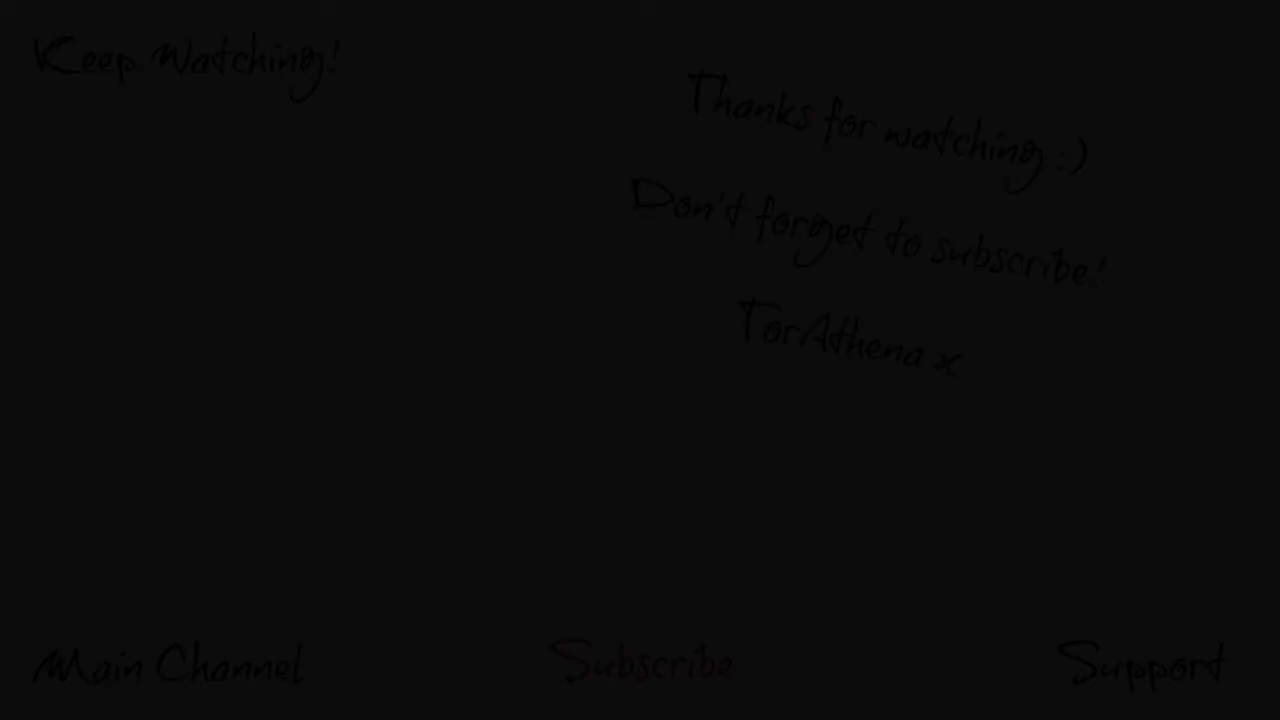 Keep Watching!
Thanks for watching :)
Don't forget to subscribe!
TorAthena x
Main Channel
Subscribe
Support